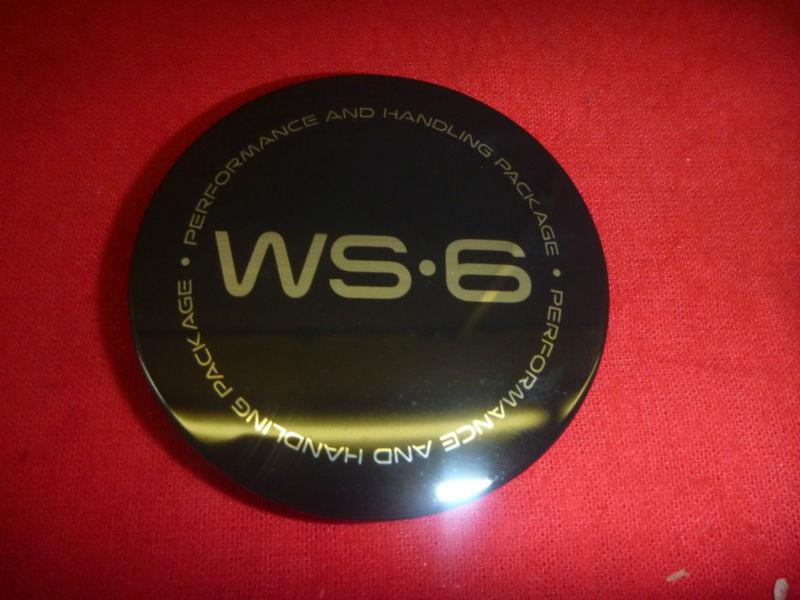 PERFORMANCE AND HANDLING PACKAGE •
WS•6
PERFORMANCE AND HANDLING PACKAGE •